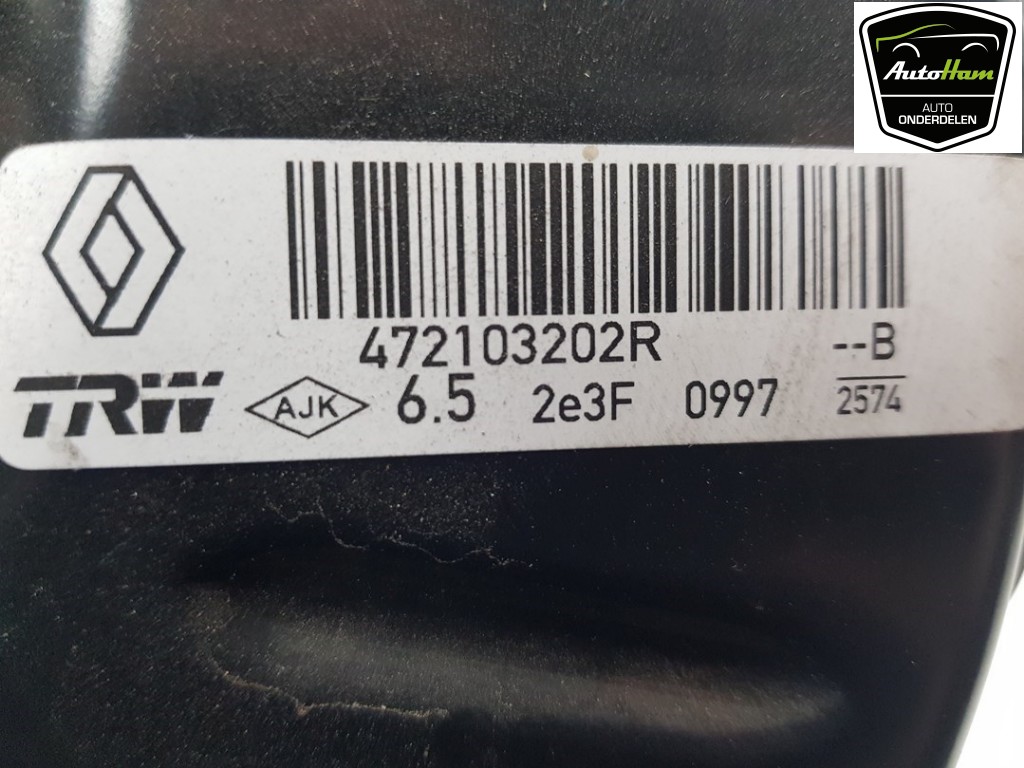 AutoHam
AUTO
ONDERDELEN
472103202R --B
TRW AJK 6.5 2e3F 0997 2574